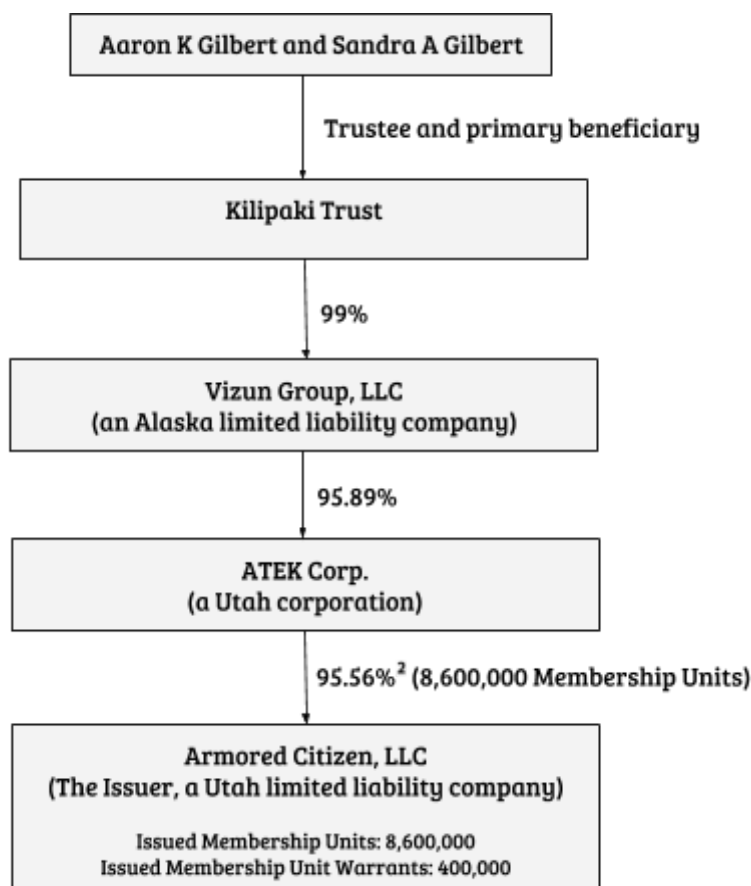 Aaron K Gilbert and Sandra A Gilbert
Trustee and primary beneficiary
Kilipaki Trust
99%
Vizun Group, LLC
(an Alaska limited liability company)
95.89%
ATEK Corp.
(a Utah corporation)
95.56%² (8,600,000 Membership Units)
Armored Citizen, LLC
(The Issuer, a Utah limited liability company)
Issued Membership Units: 8,600,000
Issued Membership Unit Warrants: 400,000